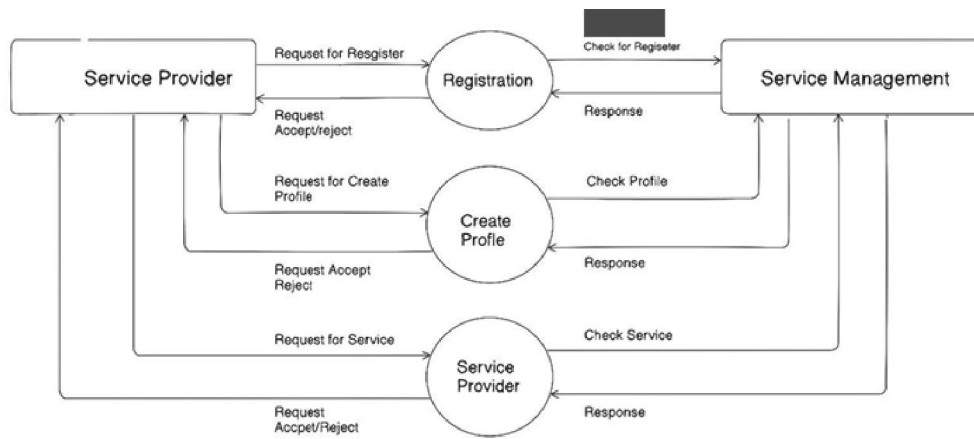 Requset for Resgister
Check for Regiseter
Service Provider
Registration
Service Management
Request
Accept/reject
Response
Request for Create
Profile
Check Profile
Create
Profle
Request Accept
Reject
Response
Request for Service
Check Service
Service
Provider
Request
Accpet/Reject
Response